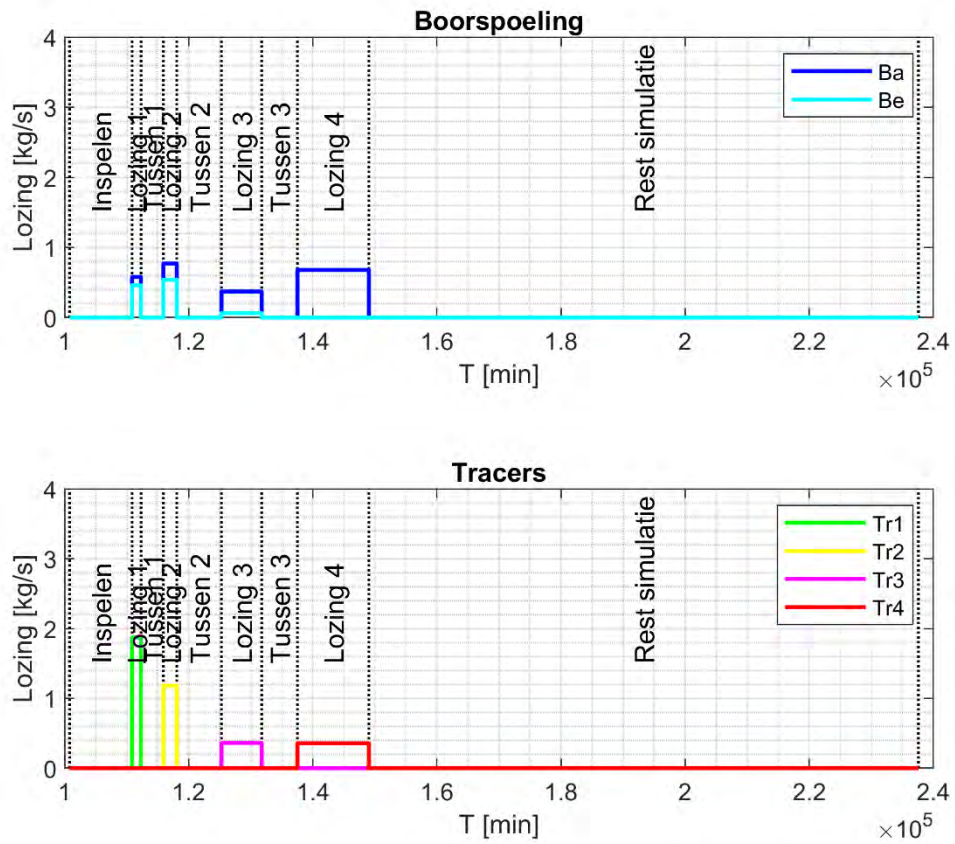 Boorspoeling
4
3
2
1
0
Lozing [kg/s]
Inspelen
Lozing 1
Tussen 1
Lozing 2
Tussen 2
Lozing 3
Tussen 3
Lozing 4
Rest simulatie
Ba
Be
1 1.2 1.4 1.6 1.8 2 2.2 2.4
T [min]
×10^5
Tracers
4
3
2
1
0
Lozing [kg/s]
Inspelen
Lozing 1
Tussen 1
Lozing 2
Tussen 2
Lozing 3
Tussen 3
Lozing 4
Rest simulatie
Tr1
Tr2
Tr3
Tr4
1 1.2 1.4 1.6 1.8 2 2.2 2.4
T [min]
×10^5